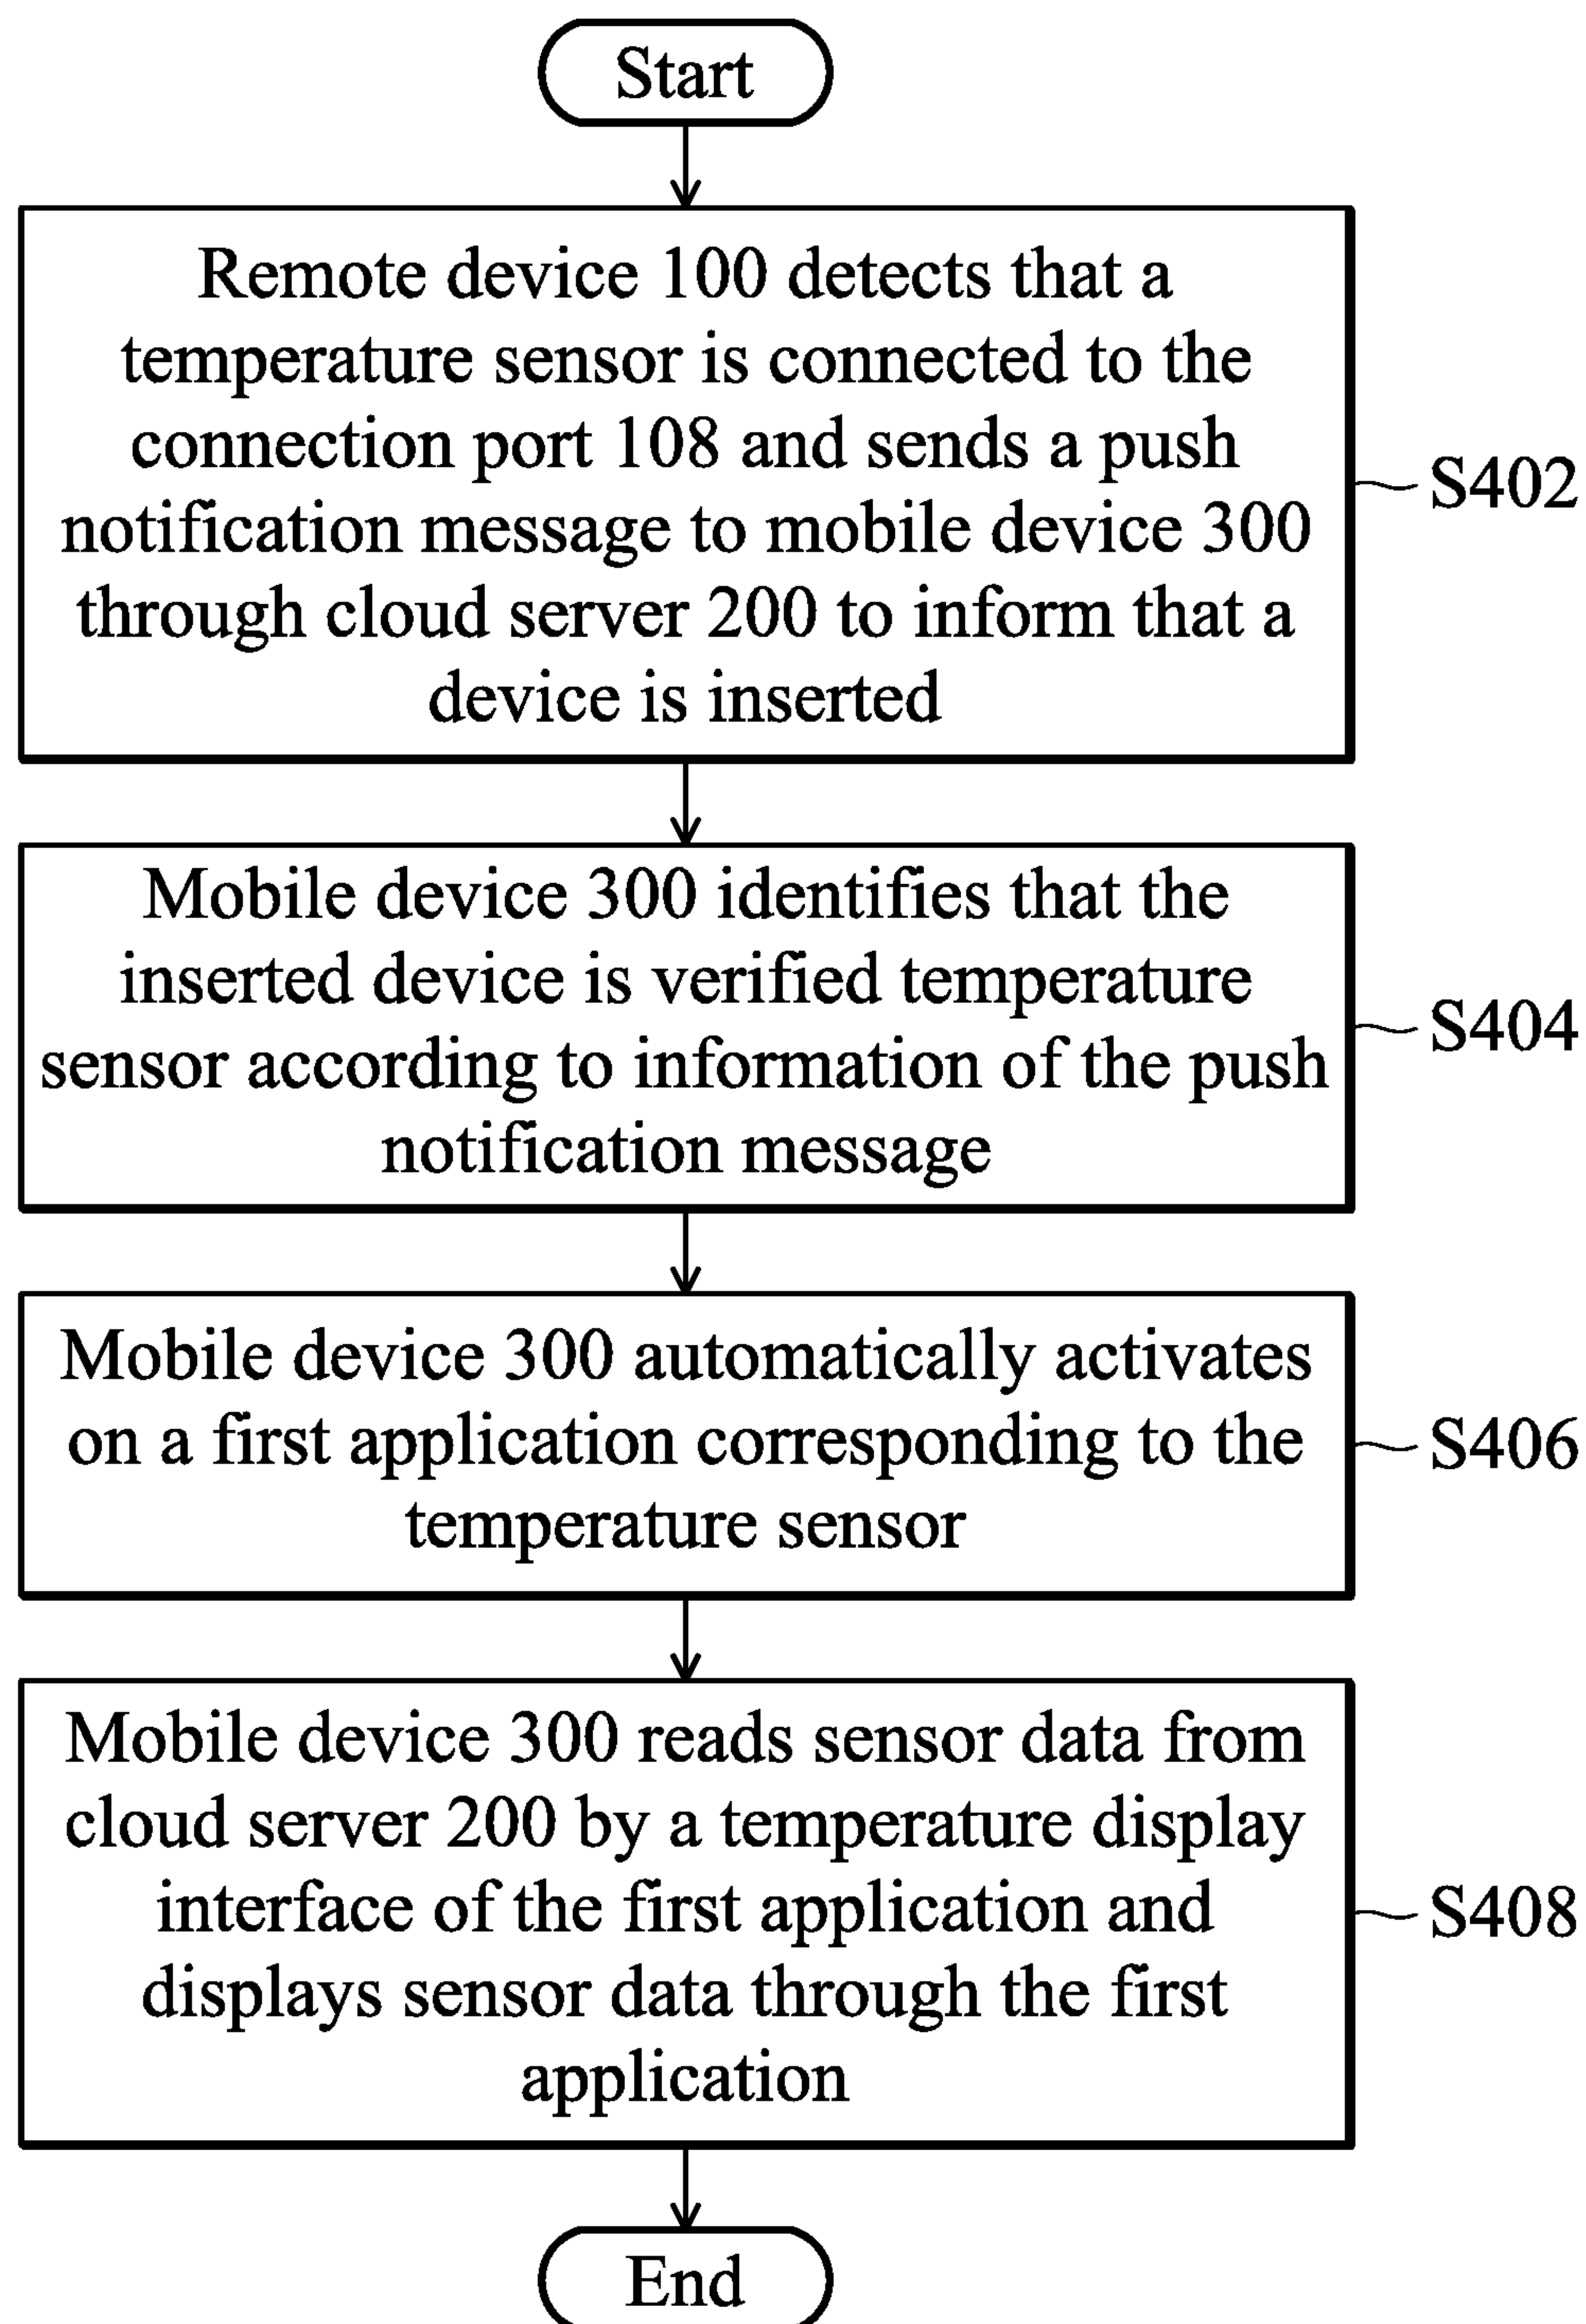 Start
Remote device 100 detects that a
temperature sensor is connected to the
connection port 108 and sends a push
notification message to mobile device 300
through cloud server 200 to inform that a
device is inserted
S402
Mobile device 300 identifies that the
inserted device is verified temperature
sensor according to information of the push
notification message
S404
Mobile device 300 automatically activates
on a first application corresponding to the
temperature sensor
S406
Mobile device 300 reads sensor data from
cloud server 200 by a temperature display
interface of the first application and
displays sensor data through the first
application
S408
End